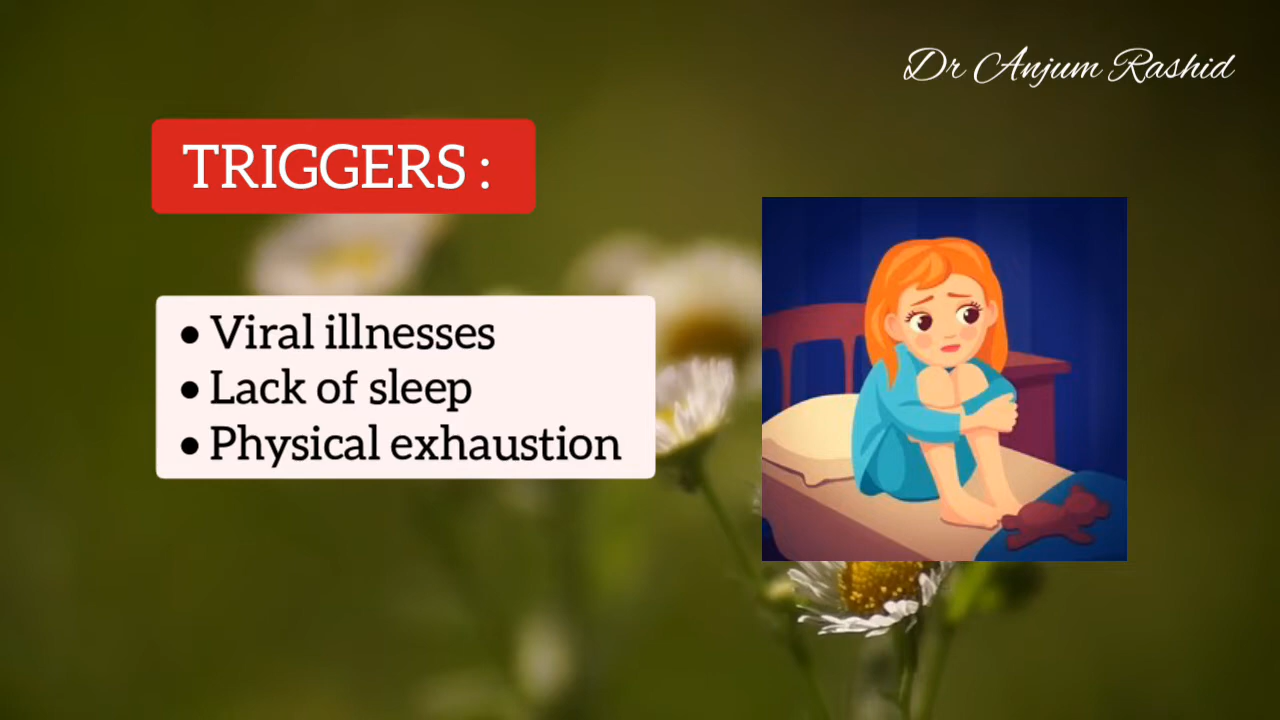 Dr Anjum Rashid
TRIGGERS :
• Viral illnesses
• Lack of sleep
• Physical exhaustion